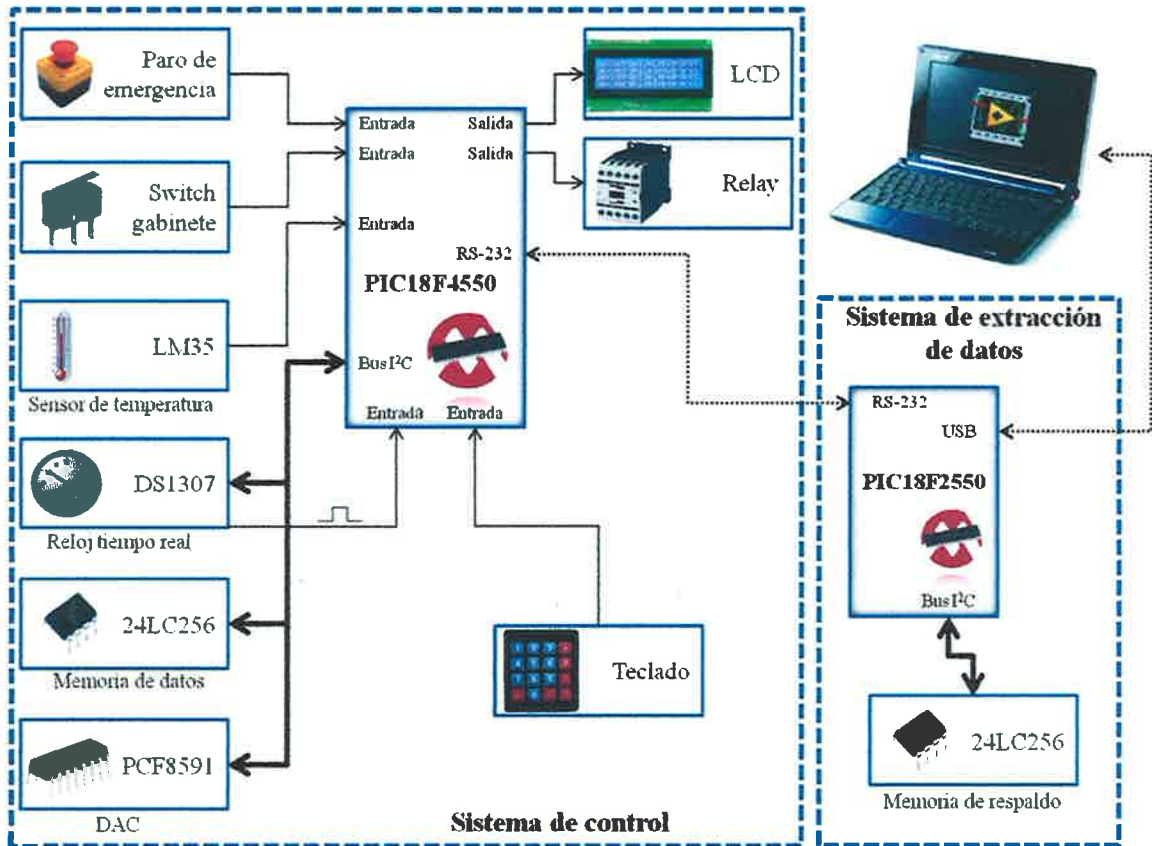 Paro de
emergencia
Switch
gabinete
LM35
Sensor de temperatura
DS1307
Reloj tiempo real
24LC256
Memoria de datos
PCF8591
DAC
Entrada
Salida
Entrada
Salida
Entrada
RS-232
PIC18F4550
Bus I²C
Entrada
Entrada
LCD
Relay
Teclado
Sistema de control
Sistema de extracción
de datos
RS-232
USB
PIC18F2550
Bus I²C
24LC256
Memoria de respaldo